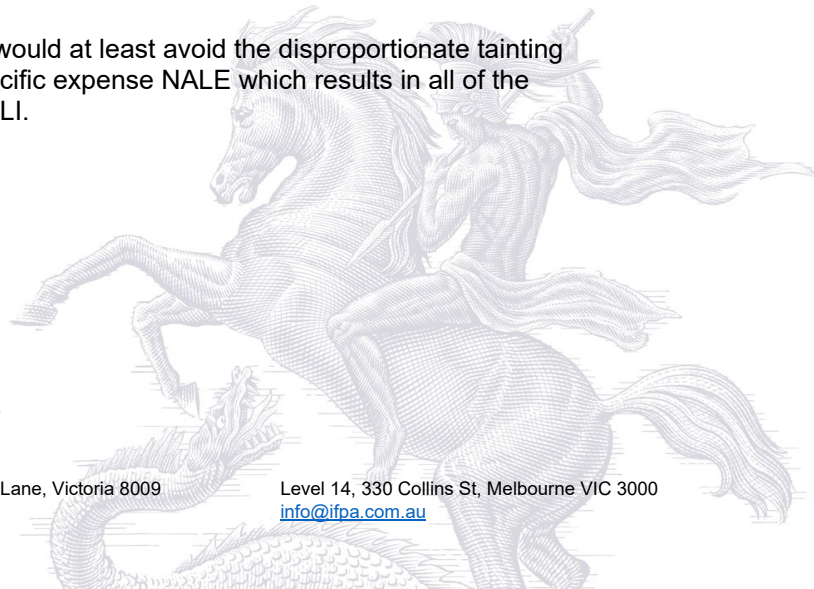 would at least avoid the disproportionate tainting
cific expense NALE which results in all of the
LI.
Lane, Victoria 8009 Level 14, 330 Collins St, Melbourne VIC 3000
info@ifpa.com.au